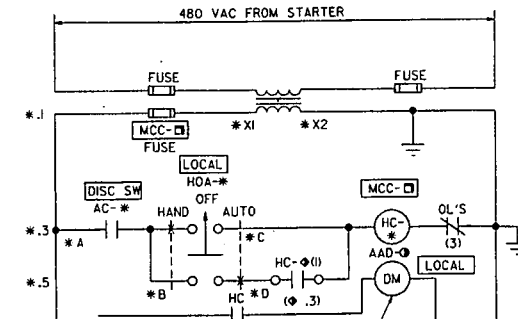 480 VAC FROM STARTER
FUSE
FUSE
*.1
MCC-
FUSE
*X1
*X2
LOCAL
HOA-*
OFF
DISC SW
AC-*
HAND
AUTO
MCC-
OL'S
*.3
*A
*C
HC-*
(3)
AAD-
HC- (1)
LOCAL
*.5
*B
*D
DM
HC
( .3)